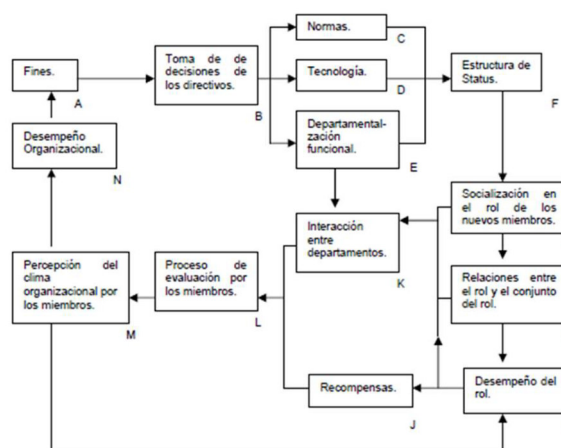 Normas.
C
Fines.
Toma de de
decisiones de
los directivos.
Tecnología.
Estructura de
Status.
A
B
D
F
Desempeño
Organizacional.
N
Departamental-
zación
funcional.
E
Socialización en
el rol de los
nuevos miembros.
Interacción
entre
departamentos.
K
Percepción del
clima
organizacional por
los miembros.
M
Proceso de
evaluación por
los miembros.
L
Relaciones entre
el rol y el conjunto
del rol.
Recompensas.
J
Desempeño del
rol.